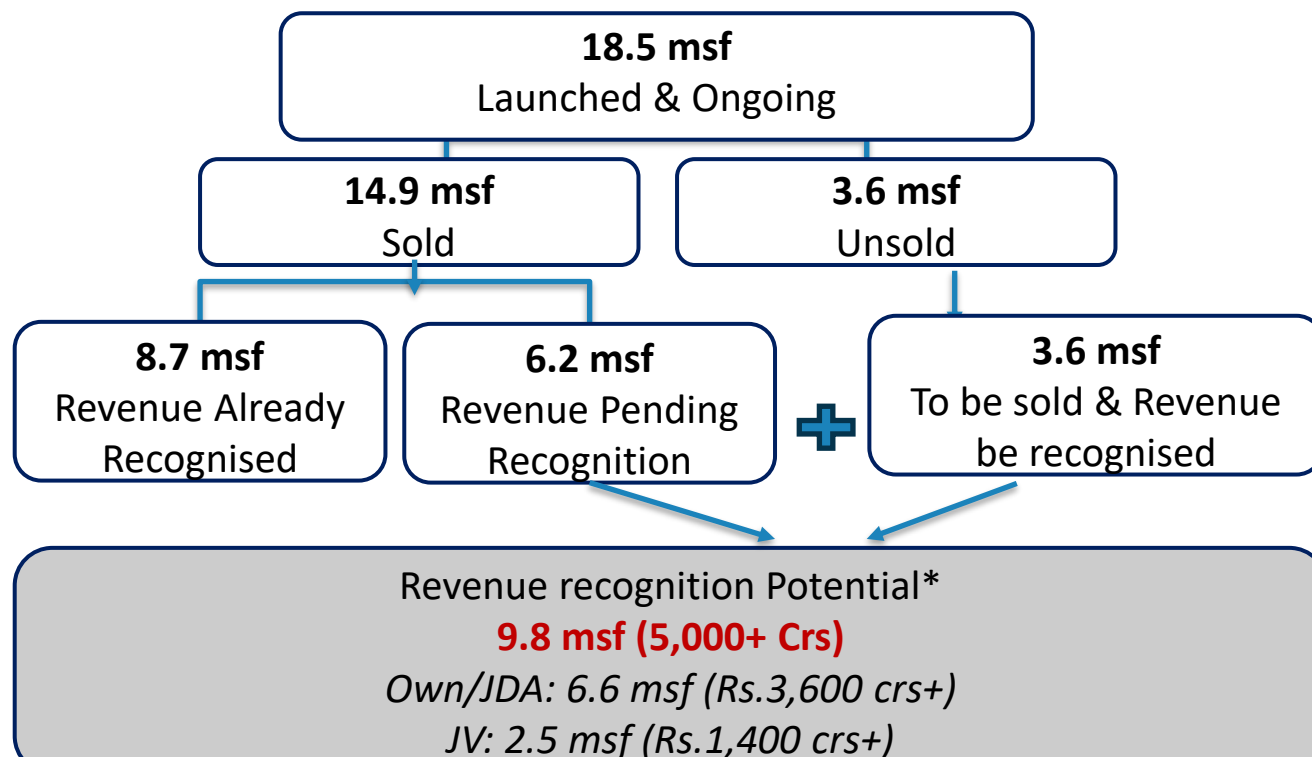 18.5 msf
Launched & Ongoing
14.9 msf
Sold
3.6 msf
Unsold
8.7 msf
Revenue Already
Recognised
6.2 msf
Revenue Pending
Recognition
3.6 msf
To be sold & Revenue
be recognised
Revenue recognition Potential*
9.8 msf (5,000+ Crs)
Own/JDA: 6.6 msf (Rs.3,600 crs+)
JV: 2.5 msf (Rs.1,400 crs+)